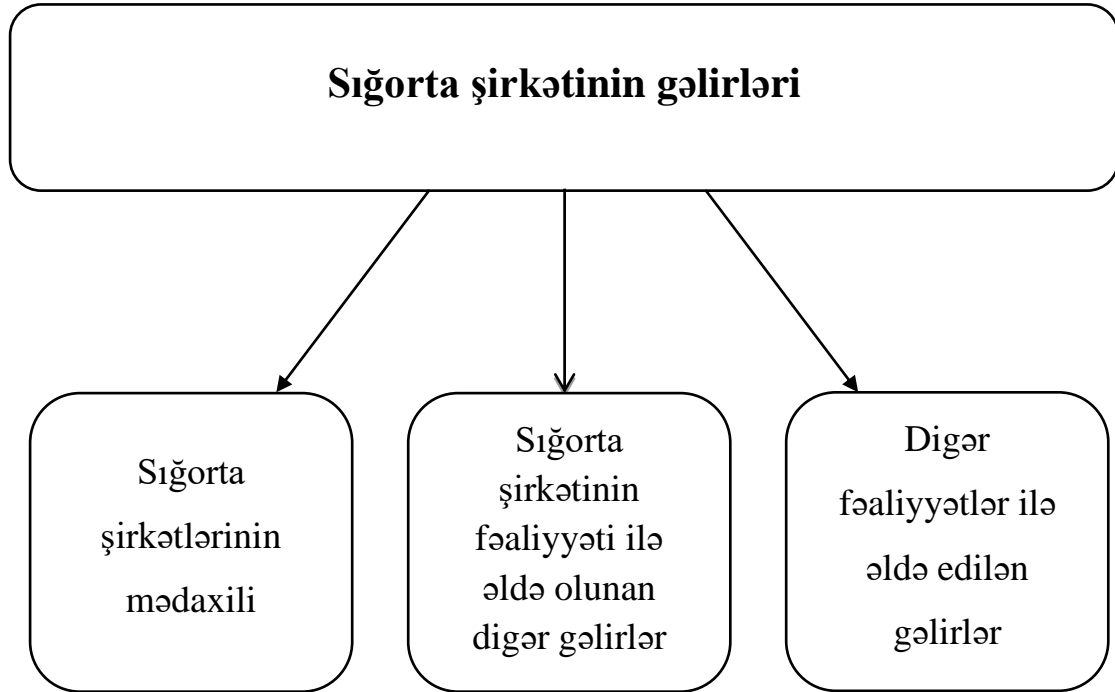 Sığorta şirkətinin gəlirləri
Sığorta
şirkətlərinin
mədaxili
Sığorta
şirkətinin
fəaliyyəti ilə
əldə olunan
digər gəlirlər
Digər
fəaliyyətlər ilə
əldə edilən
gəlirlər